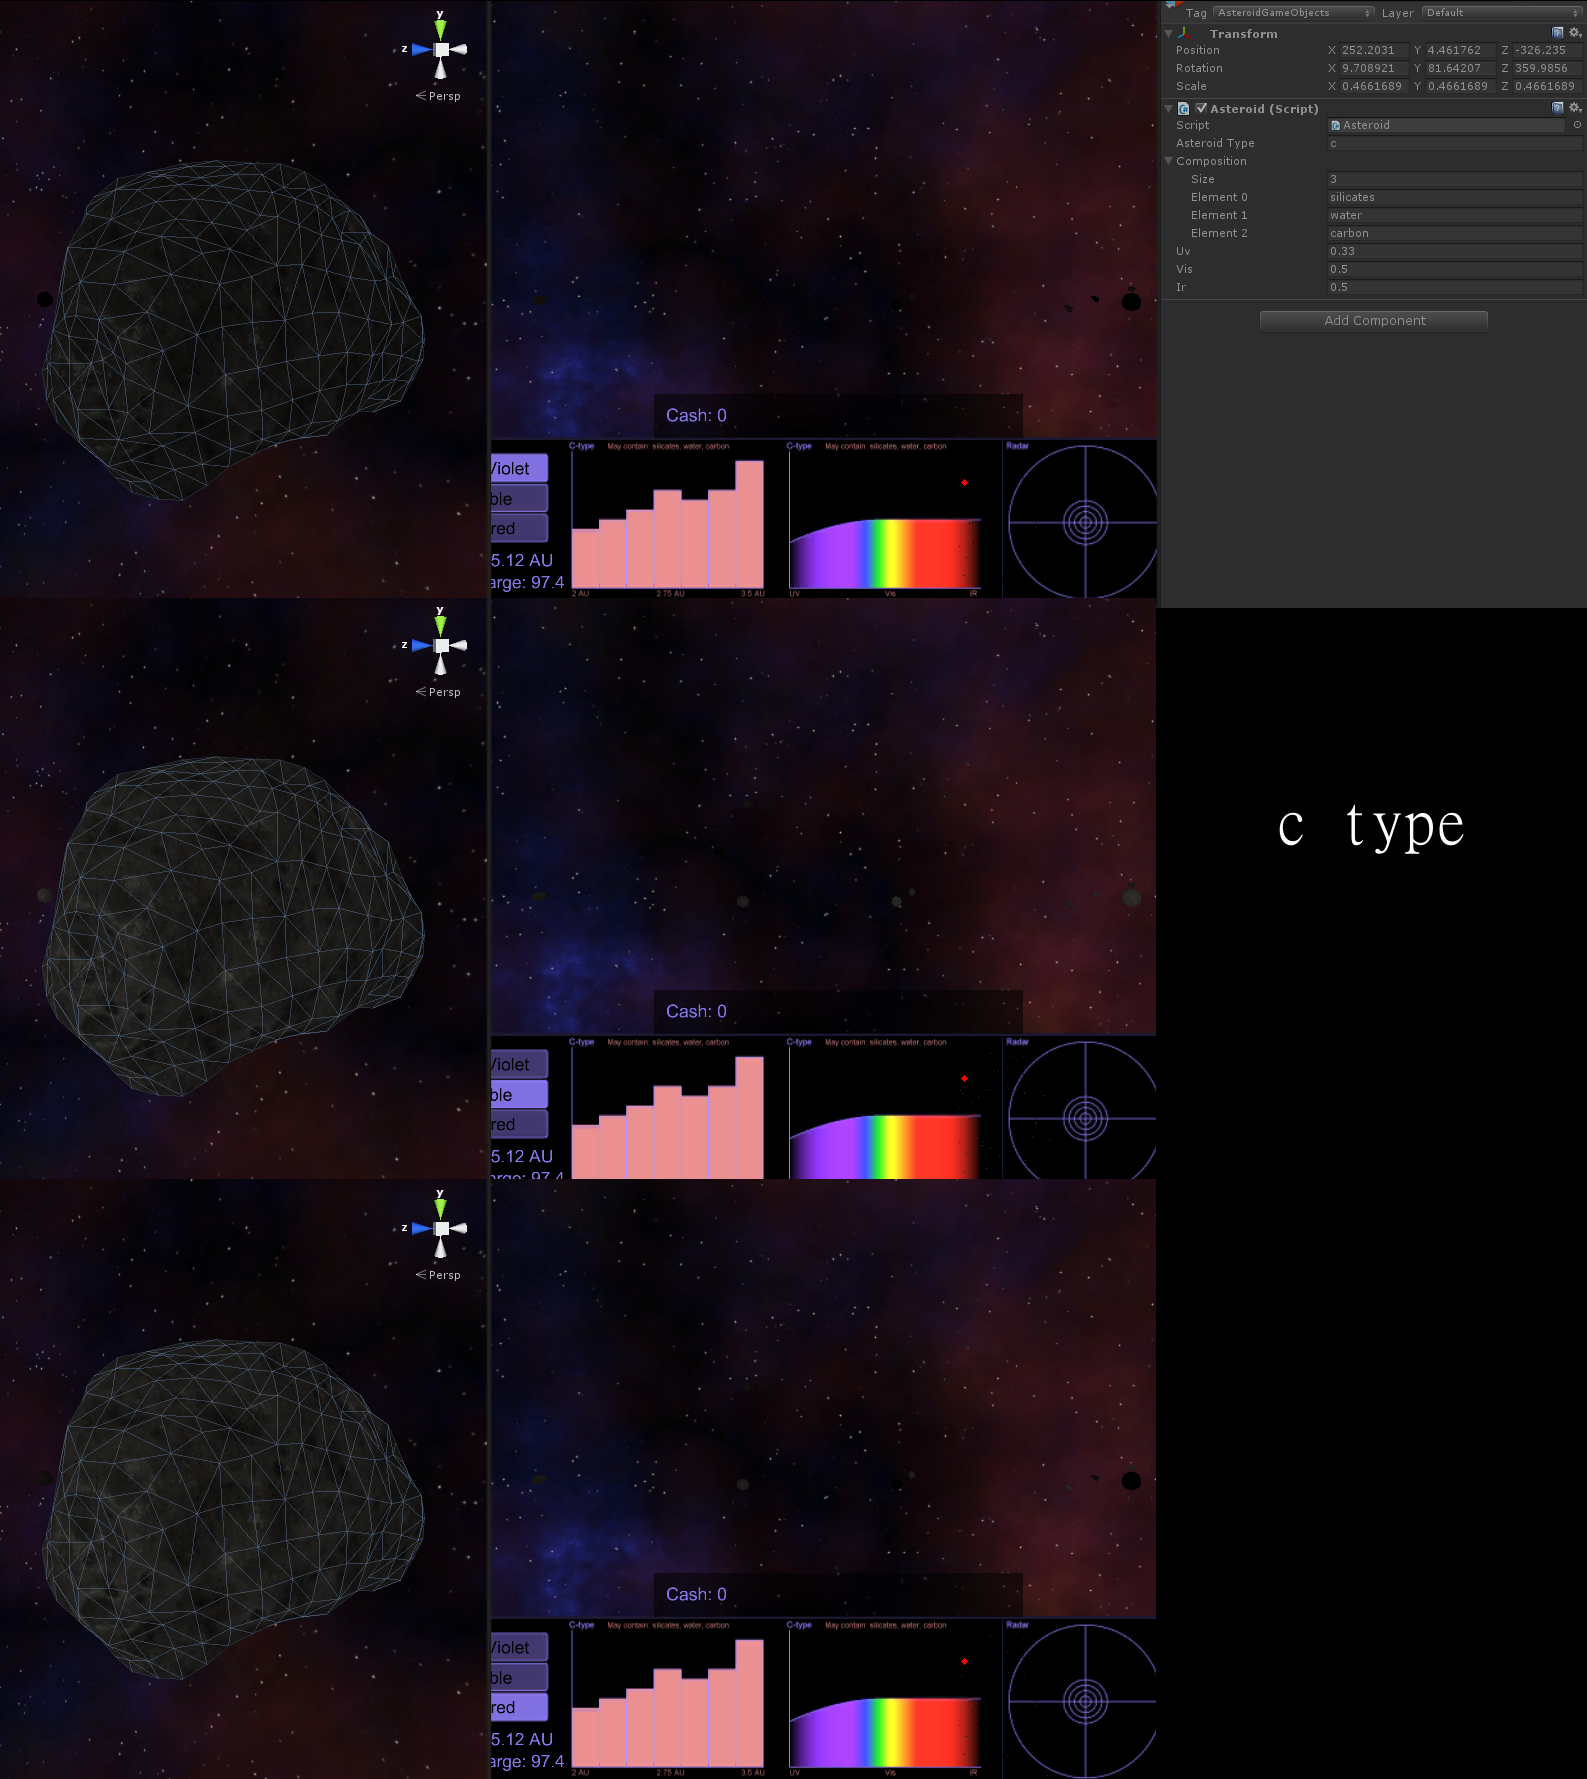 y
z
< Persp
Cash: 0
Violet
ble
red
5.12 AU
arge: 97.4
C-type May contain: silicates, water, carbon
2 AU 2.75 AU 3.5 AU
C-type May contain: silicates, water, carbon
UV Vis IR
Radar
Tag AsteroidGameObjects Layer Default
Transform
Position X 252.2031 Y 4.461762 Z -326.235
Rotation X 9.708921 Y 81.64207 Z 359.9856
Scale X 0.4661689 Y 0.4661689 Z 0.4661689
Asteroid (Script)
Script Asteroid
Asteroid Type c
Composition
Size 3
Element 0 silicates
Element 1 water
Element 2 carbon
Uv 0.33
Vis 0.5
Ir 0.5
Add Component
y
z
< Persp
Cash: 0
Violet
ble
red
5.12 AU
arge: 97.4
C-type May contain: silicates, water, carbon
C-type May contain: silicates, water, carbon
Radar
c type
y
z
< Persp
Cash: 0
Violet
ble
red
5.12 AU
arge: 97.4
C-type May contain: silicates, water, carbon
2 AU 2.75 AU 3.5 AU
C-type May contain: silicates, water, carbon
UV Vis IR
Radar